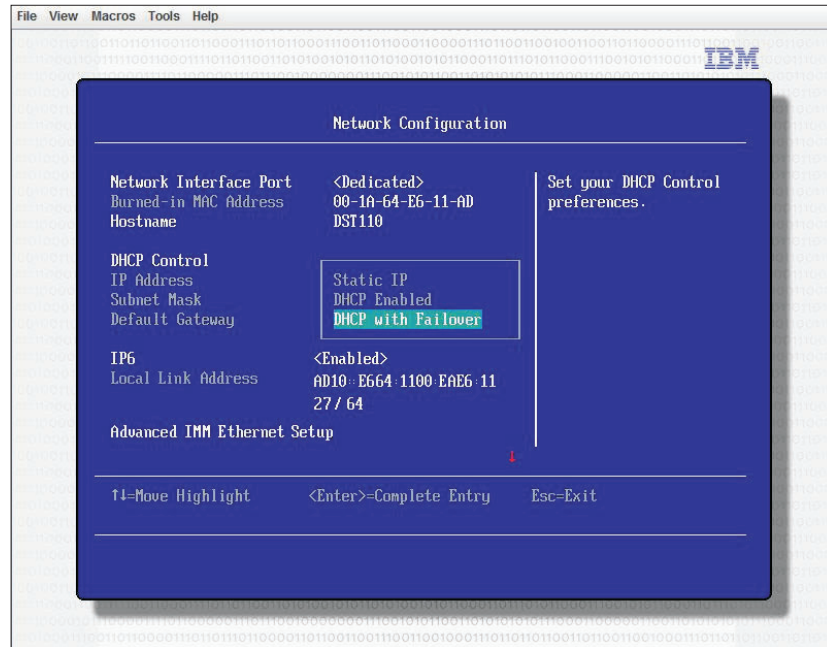 File View Macros Tools Help
IBM
Network Configuration
Network Interface Port <Dedicated>
Burned-in MAC Address 00-1A-64-E6-11-AD
Hostname DST110
Set your DHCP Control
preferences.
DHCP Control
IP Address Static IP
Subnet Mask DHCP Enabled
Default Gateway DHCP with Failover
IP6 <Enabled>
Local Link Address AD10::E664:1100:EAE6:11
27/64
Advanced IMM Ethernet Setup
↓
↑↓=Move Highlight <Enter>=Complete Entry Esc=Exit